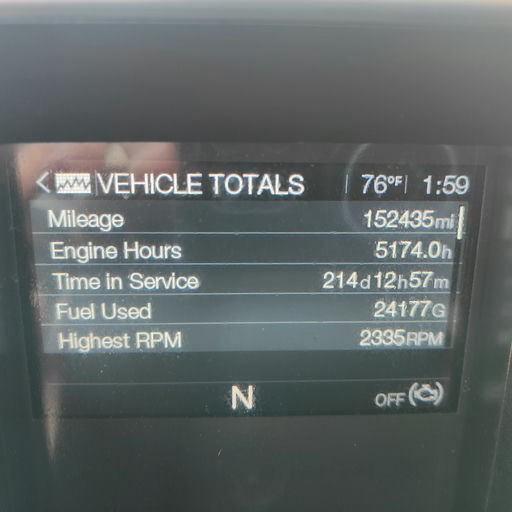 < VEHICLE TOTALS 76°F 1:59
Mileage 152435mi
Engine Hours 5174.0h
Time in Service 214d12h57m
Fuel Used 24177G
Highest RPM 2335RPM
N OFF